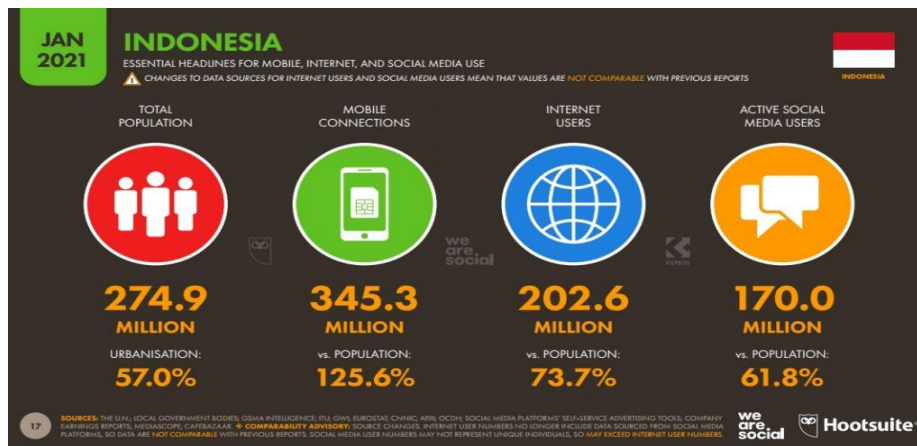 JAN
2021
INDONESIA
ESSENTIAL HEADLINES FOR MOBILE, INTERNET, AND SOCIAL MEDIA USE
CHANGES TO DATA SOURCES FOR INTERNET USERS AND SOCIAL MEDIA USERS MEAN THAT VALUES ARE NOT COMPARABLE WITH PREVIOUS REPORTS
INDONESIA
TOTAL
POPULATION
274.9
MILLION
URBANISATION:
57.0%
MOBILE
CONNECTIONS
345.3
MILLION
vs. POPULATION:
125.6%
INTERNET
USERS
202.6
MILLION
vs. POPULATION:
73.7%
ACTIVE SOCIAL
MEDIA USERS
170.0
MILLION
vs. POPULATION:
61.8%
we
are
social
KEPIOS
17
SOURCES: THE U.N.; LOCAL GOVERNMENT BODIES; GSMA INTELLIGENCE; ITU; GWI; EUROSTAT; CNNIC; APJII; OCDH; SOCIAL MEDIA PLATFORMS' SELF-SERVICE ADVERTISING TOOLS; COMPANY
EARNINGS REPORTS; MEDIASCOPE; CAFEBAZAAR. COMPARABILITY ADVISORY: SOURCE CHANGES. INTERNET USER NUMBERS NO LONGER INCLUDE DATA SOURCED FROM SOCIAL MEDIA
PLATFORMS, SO DATA ARE NOT COMPARABLE WITH PREVIOUS REPORTS. SOCIAL MEDIA USER NUMBERS MAY NOT REPRESENT UNIQUE INDIVIDUALS, SO MAY EXCEED INTERNET USER NUMBERS.
we
are
social
Hootsuite